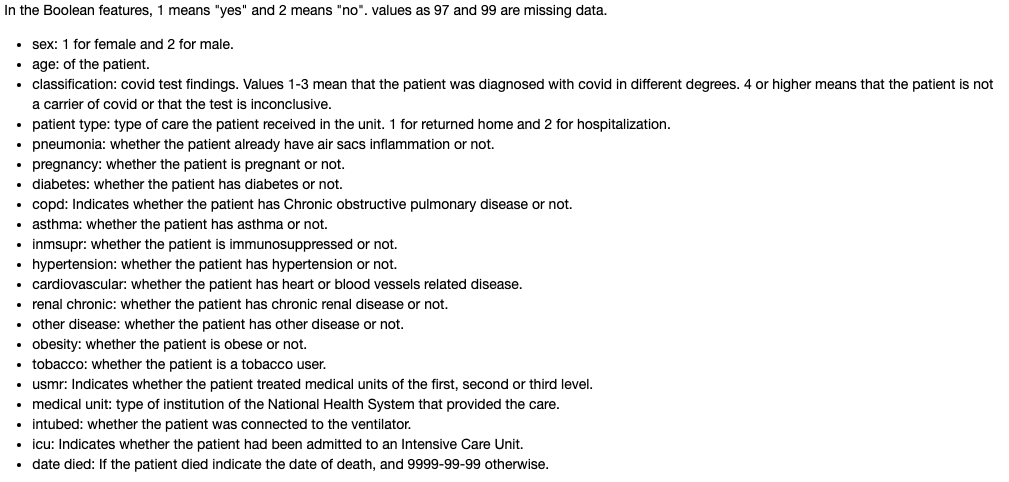 In the Boolean features, 1 means "yes" and 2 means "no". values as 97 and 99 are missing data.
• sex: 1 for female and 2 for male.
• age: of the patient.
• classification: covid test findings. Values 1-3 mean that the patient was diagnosed with covid in different degrees. 4 or higher means that the patient is not
a carrier of covid or that the test is inconclusive.
• patient type: type of care the patient received in the unit. 1 for returned home and 2 for hospitalization.
• pneumonia: whether the patient already have air sacs inflammation or not.
• pregnancy: whether the patient is pregnant or not.
• diabetes: whether the patient has diabetes or not.
• copd: Indicates whether the patient has Chronic obstructive pulmonary disease or not.
• asthma: whether the patient has asthma or not.
• inmsupr: whether the patient is immunosuppressed or not.
• hypertension: whether the patient has hypertension or not.
• cardiovascular: whether the patient has heart or blood vessels related disease.
• renal chronic: whether the patient has chronic renal disease or not.
• other disease: whether the patient has other disease or not.
• obesity: whether the patient is obese or not.
• tobacco: whether the patient is a tobacco user.
• usmr: Indicates whether the patient treated medical units of the first, second or third level.
• medical unit: type of institution of the National Health System that provided the care.
• intubed: whether the patient was connected to the ventilator.
• icu: Indicates whether the patient had been admitted to an Intensive Care Unit.
• date died: If the patient died indicate the date of death, and 9999-99-99 otherwise.